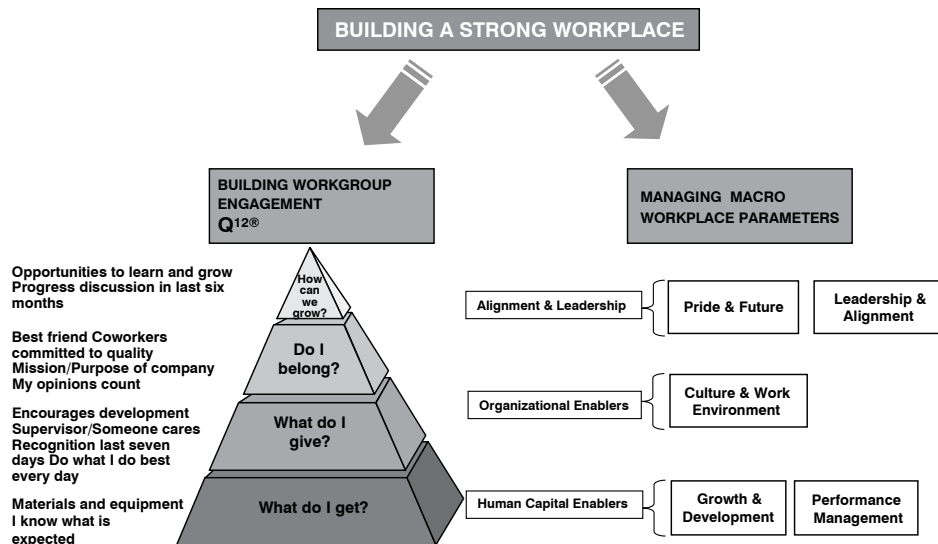 BUILDING A STRONG WORKPLACE
BUILDING WORKGROUP
ENGAGEMENT
Q12®
MANAGING MACRO
WORKPLACE PARAMETERS
Opportunities to learn and grow
Progress discussion in last six
months
How
can
we
grow?
Best friend Coworkers
committed to quality
Mission/Purpose of company
My opinions count
Do I
belong?
Encourages development
Supervisor/Someone cares
Recognition last seven
days Do what I do best
every day
What do I
give?
Materials and equipment
I know what is
expected
What do I get?
Alignment & Leadership
Pride & Future
Leadership &
Alignment
Organizational Enablers
Culture & Work
Environment
Human Capital Enablers
Growth &
Development
Performance
Management